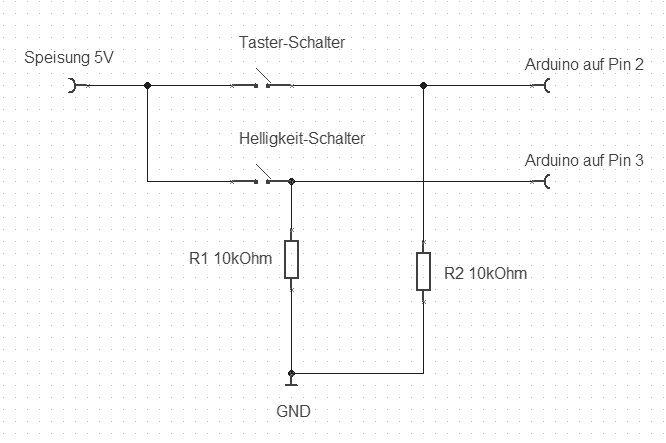 Taster-Schalter
Speisung 5V
Arduino auf Pin 2
Helligkeit-Schalter
Arduino auf Pin 3
R1 10kOhm
R2 10kOhm
GND